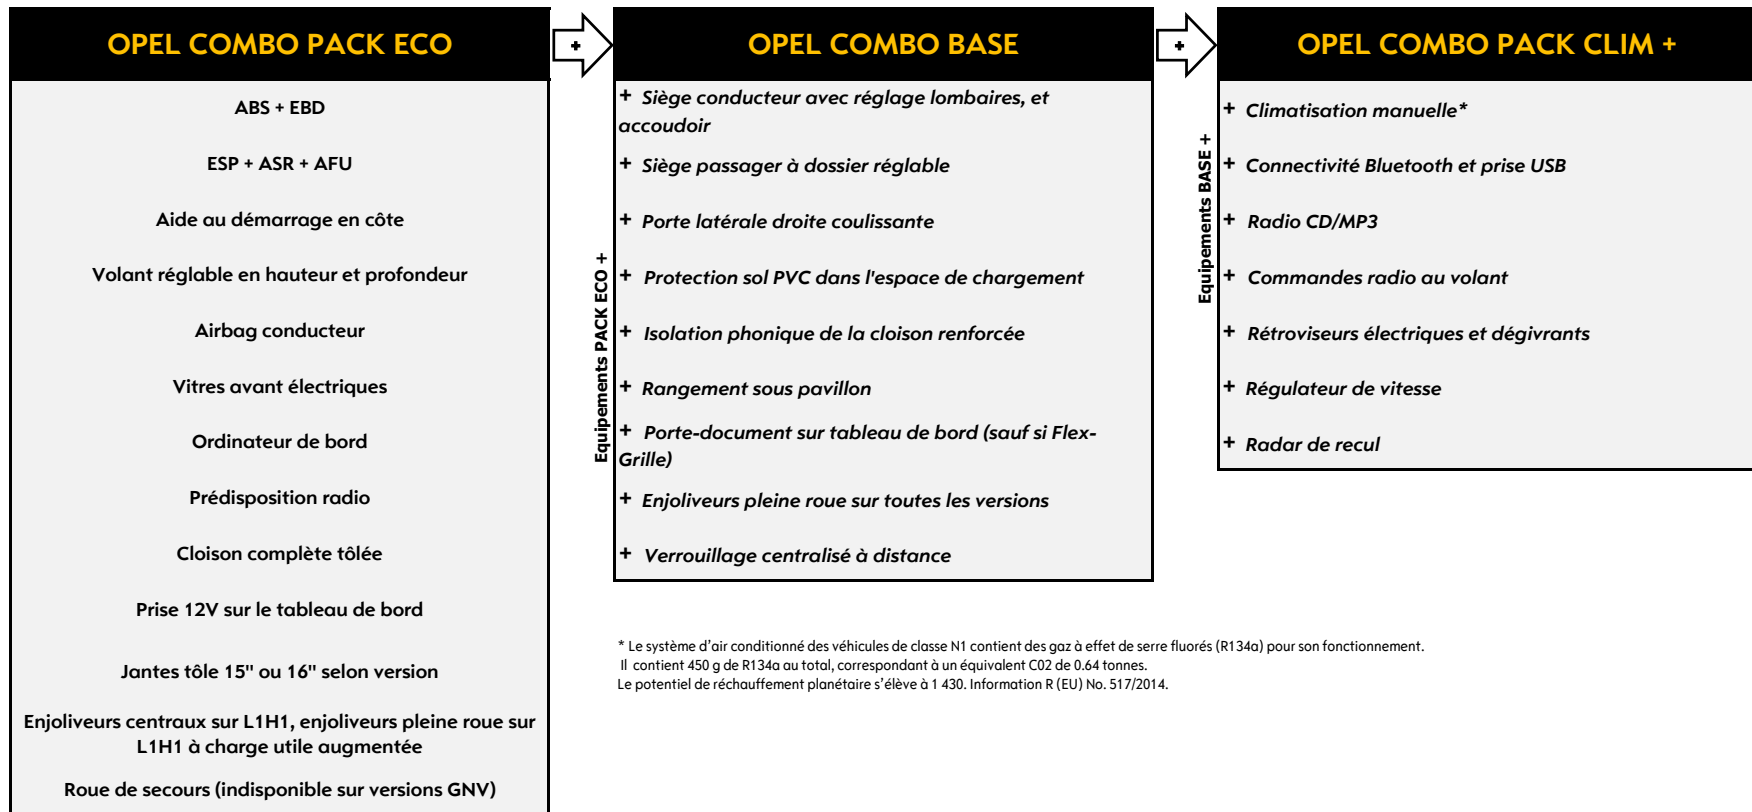 OPEL COMBO PACK ECO
ABS + EBD
ESP + ASR + AFU
Aide au démarrage en côte
Volant réglable en hauteur et profondeur
Airbag conducteur
Vitres avant électriques
Ordinateur de bord
Prédisposition radio
Cloison complète tôlée
Prise 12V sur le tableau de bord
Jantes tôle 15" ou 16" selon version
Enjoliveurs centraux sur L1H1, enjoliveurs pleine roue sur
L1H1 à charge utile augmentée
Roue de secours (indisponible sur versions GNV)
+
OPEL COMBO BASE
Equipements PACK ECO +
+ Siège conducteur avec réglage lombaires, et
accoudoir
+ Siège passager à dossier réglable
+ Porte latérale droite coulissante
+ Protection sol PVC dans l'espace de chargement
+ Isolation phonique de la cloison renforcée
+ Rangement sous pavillon
+ Porte-document sur tableau de bord (sauf si Flex-
Grille)
+ Enjoliveurs pleine roue sur toutes les versions
+ Verrouillage centralisé à distance
+
OPEL COMBO PACK CLIM +
Equipements BASE +
+ Climatisation manuelle*
+ Connectivité Bluetooth et prise USB
+ Radio CD/MP3
+ Commandes radio au volant
+ Rétroviseurs électriques et dégivrants
+ Régulateur de vitesse
+ Radar de recul
* Le système d’air conditionné des véhicules de classe N1 contient des gaz à effet de serre fluorés (R134a) pour son fonctionnement.
Il contient 450 g de R134a au total, correspondant à un équivalent C02 de 0.64 tonnes.
Le potentiel de réchauffement planétaire s’élève à 1 430. Information R (EU) No. 517/2014.